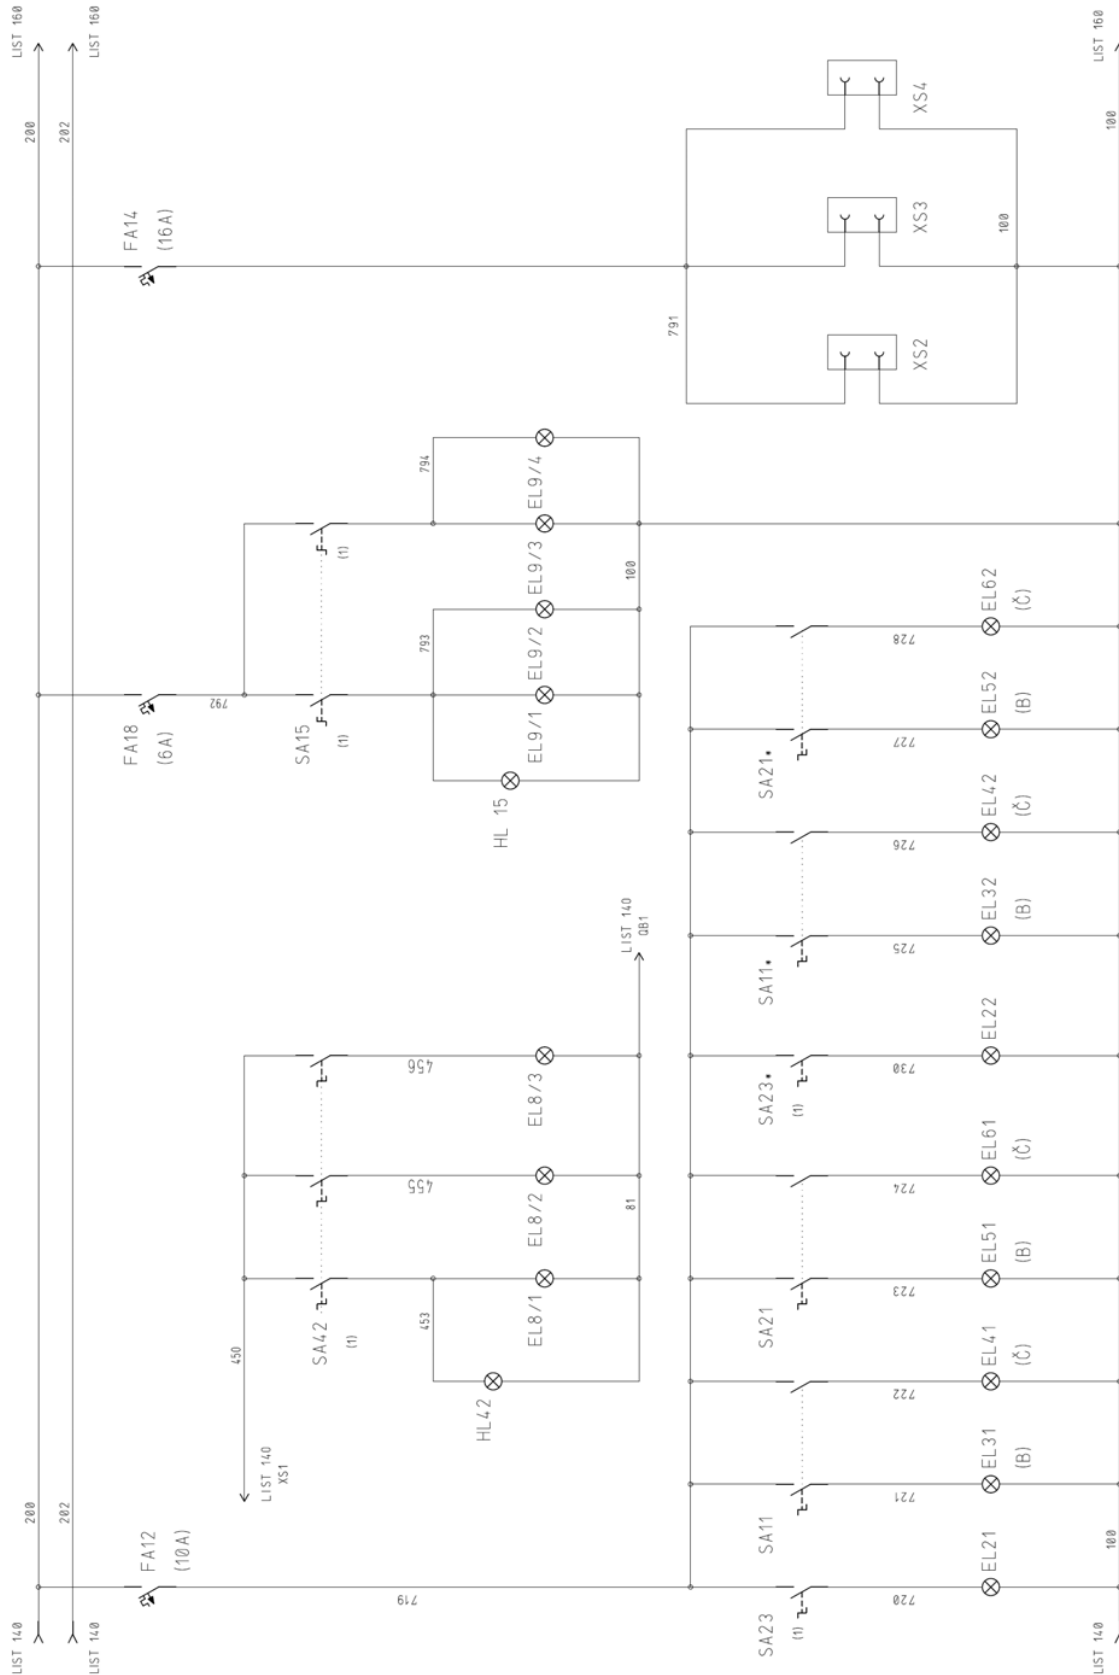 LIST 140
200
200
LIST 160
LIST 140
202
202
LIST 160
FA12
(10A)
FA18
(6A)
FA14
(16A)
719
792
450
LIST 140
XS1
SA42
(1)
SA15
(1)
(1)
453
455
456
793
794
HL42
EL8/1
EL8/2
EL8/3
HL 15
EL9/1
EL9/2
EL9/3
EL9/4
81
LIST 140
QB1
100
791
XS2
XS3
XS4
100
SA23
(1)
SA11
SA21
SA23*
(1)
SA11*
SA21*
720
721
722
723
724
730
725
726
727
728
EL21
EL31
(B)
EL41
(Č)
EL51
(B)
EL61
(Č)
EL22
EL32
(B)
EL42
(Č)
EL52
(B)
EL62
(Č)
LIST 140
100
100
LIST 160